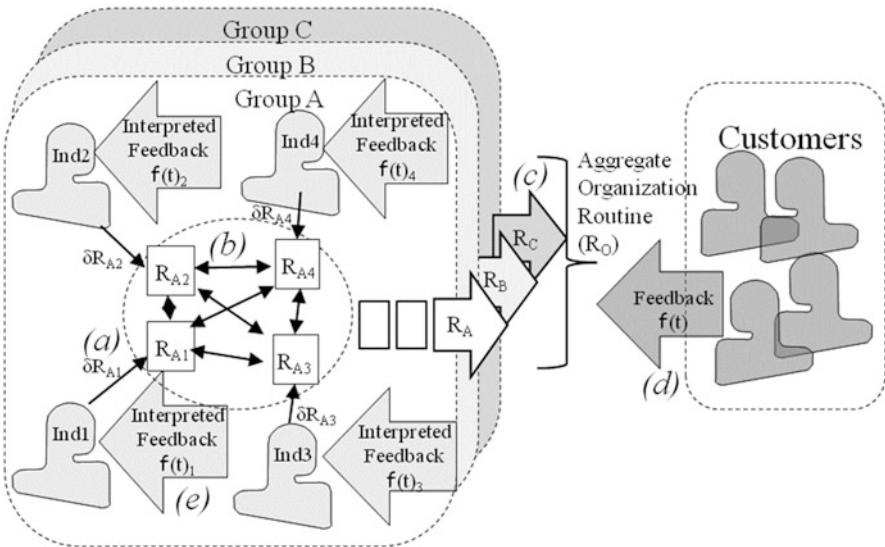 Group C
Group B
Group A
Ind2
Interpreted
Feedback
f(t)2
Ind4
Interpreted
Feedback
f(t)4
δRA2
δRA4
(b)
RA2
RA4
(a)
δRA1
RA1
RA3
δRA3
Ind1
Interpreted
Feedback
f(t)1
(e)
Ind3
Interpreted
Feedback
f(t)3
(c)
RC
RB
RA
Aggregate
Organization
Routine
(RO)
Customers
Feedback
f(t)
(d)